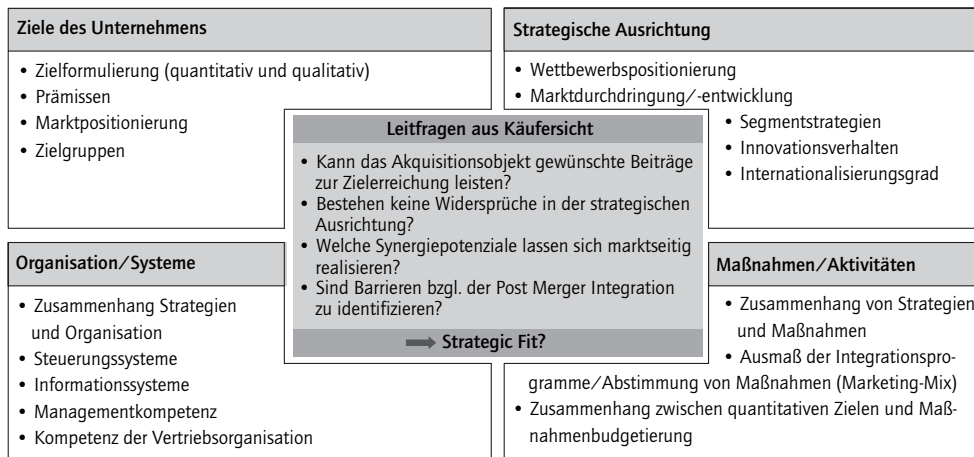 Ziele des Unternehmens
• Zielformulierung (quantitativ und qualitativ)
• Prämissen
• Marktpositionierung
• Zielgruppen
Strategische Ausrichtung
• Wettbewerbspositionierung
• Marktdurchdringung/-entwicklung
• Segmentstrategien
• Innovationsverhalten
• Internationalisierungsgrad
Leitfragen aus Käufersicht
• Kann das Akquisitionsobjekt gewünschte Beiträge
zur Zielerreichung leisten?
• Bestehen keine Widersprüche in der strategischen
Ausrichtung?
• Welche Synergiepotenziale lassen sich marktseitig
realisieren?
• Sind Barrieren bzgl. der Post Merger Integration
zu identifizieren?
➡ Strategic Fit?
Organisation/Systeme
• Zusammenhang Strategien
und Organisation
• Steuerungssysteme
• Informationssysteme
• Managementkompetenz
• Kompetenz der Vertriebsorganisation
Maßnahmen/Aktivitäten
• Zusammenhang von Strategien
und Maßnahmen
• Ausmaß der Integrationspro-
gramme/Abstimmung von Maßnahmen (Marketing-Mix)
• Zusammenhang zwischen quantitativen Zielen und Maß-
nahmenbudgetierung